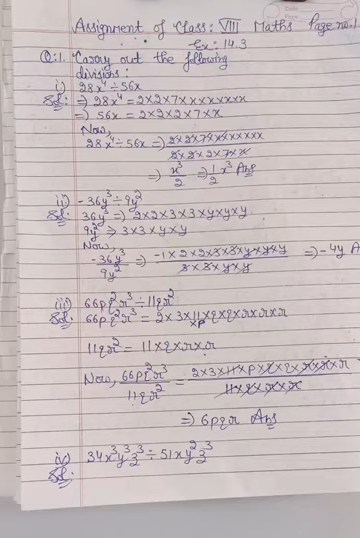 Assignment of Class: VIII Maths Page no.1
Ex: 14.3
Q:1. Carry out the following
divisions:
i) 28x⁴ ÷ 56x
Sol: ⇒ 28x⁴ = 2×2×7×x×x×x×x
⇒ 56x = 2×2×2×7×x
Now,
28x⁴ ÷ 56x ⇒ 2×2×7×x×x×x×x / 2×2×2×7×x
⇒ x³/2 ⇒ 1/2 x³ Ans
ii) -36y³ ÷ 9y²
Sol: 36y³ ⇒ 2×2×3×3×y×y×y
9y² ⇒ 3×3×y×y
Now,
-36y³ / 9y² ⇒ -1×2×2×3×3×y×y×y / 3×3×y×y ⇒ -4y A
iii) 66pq²r³ ÷ 11qr²
Sol: 66pq²r³ = 2×3×11×p×q×q×r×r×r
11qr² = 11×q×r×r
Now, 66pq²r³ / 11qr² = 2×3×11×p×q×q×r×r×r / 11×q×r×r
⇒ 6pqr Ans
iv) 34x³y³z³ ÷ 51xy²z³
Sol: